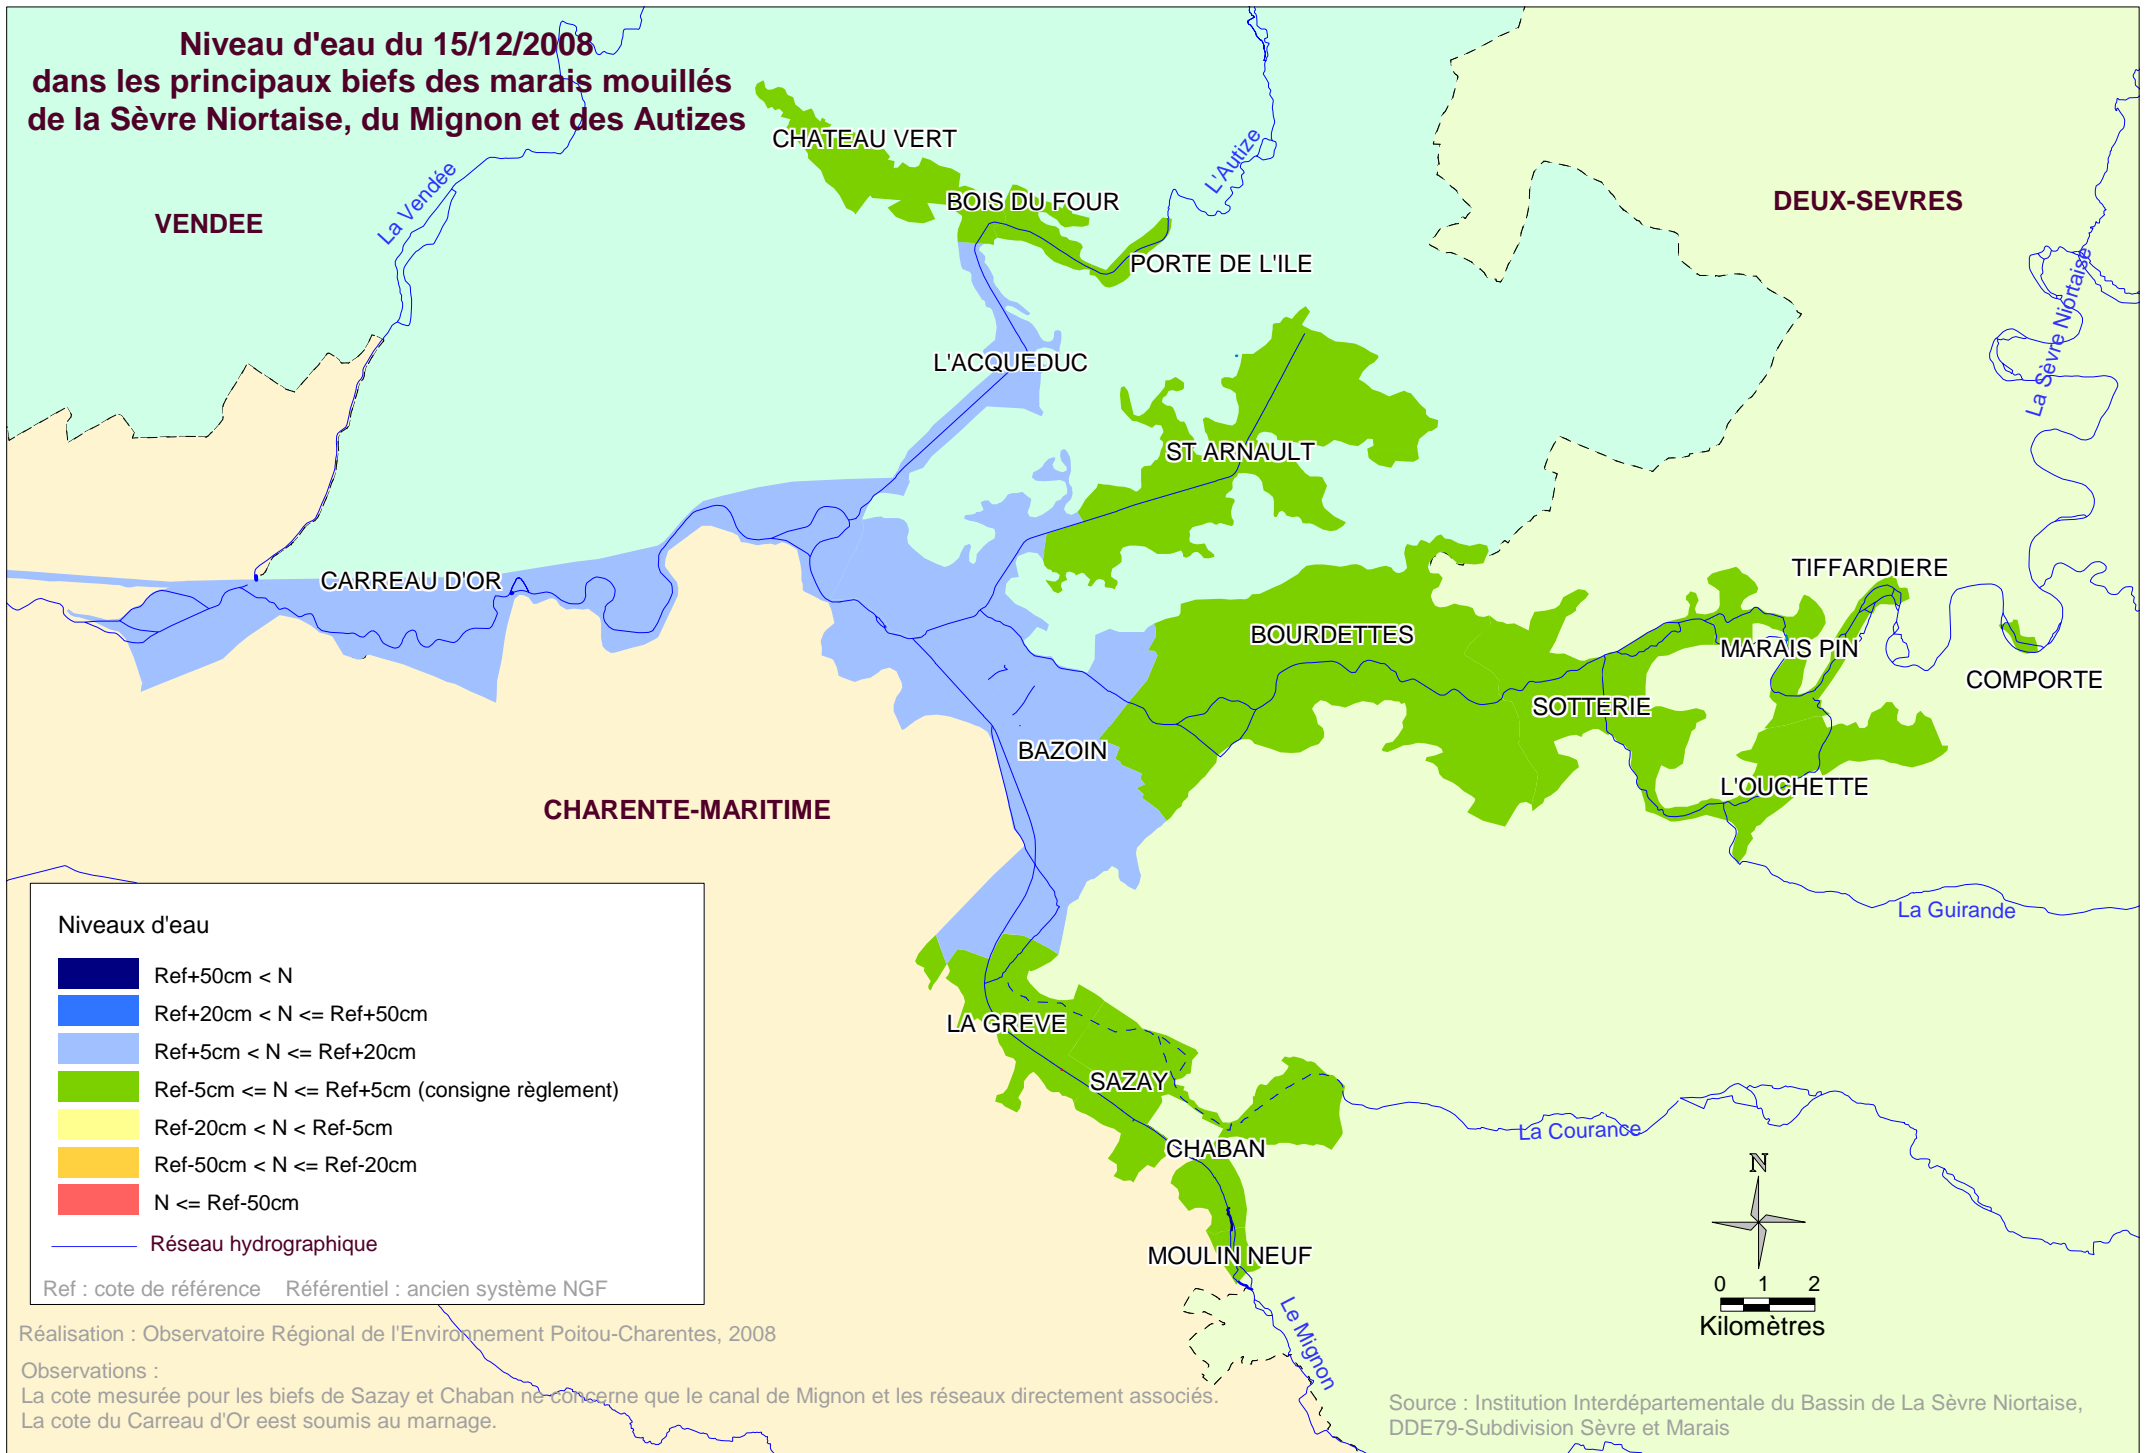 Niveau d'eau du 15/12/2008
dans les principaux biefs des marais mouillés
de la Sèvre Niortaise, du Mignon et des Autizes
CHATEAU VERT
La Vendée
L'Autize
BOIS DU FOUR
DEUX-SEVRES
VENDEE
PORTE DE L'ILE
La Sèvre Niortaise
L'ACQUEDUC
ST ARNAULT
CARREAU D'OR
TIFFARDIERE
BOURDETTES
MARAIS PIN
COMPORTE
SOTTERIE
BAZOIN
L'OUCHETTE
CHARENTE-MARITIME
La Guirande
Niveaux d'eau
Ref+50cm < N
Ref+20cm < N <= Ref+50cm
Ref+5cm < N <= Ref+20cm
Ref-5cm <= N <= Ref+5cm (consigne règlement)
Ref-20cm < N < Ref-5cm
Ref-50cm < N <= Ref-20cm
N <= Ref-50cm
Réseau hydrographique
Ref : cote de référence Référentiel : ancien système NGF
LA GREVE
SAZAY
La Courance
CHABAN
MOULIN NEUF
Le Mignon
N
0 1 2
Kilomètres
Réalisation : Observatoire Régional de l'Environnement Poitou-Charentes, 2008
Observations :
La cote mesurée pour les biefs de Sazay et Chaban ne concerne que le canal de Mignon et les réseaux directement associés.
La cote du Carreau d'Or eest soumis au marnage.
Source : Institution Interdépartementale du Bassin de La Sèvre Niortaise,
DDE79-Subdivision Sèvre et Marais